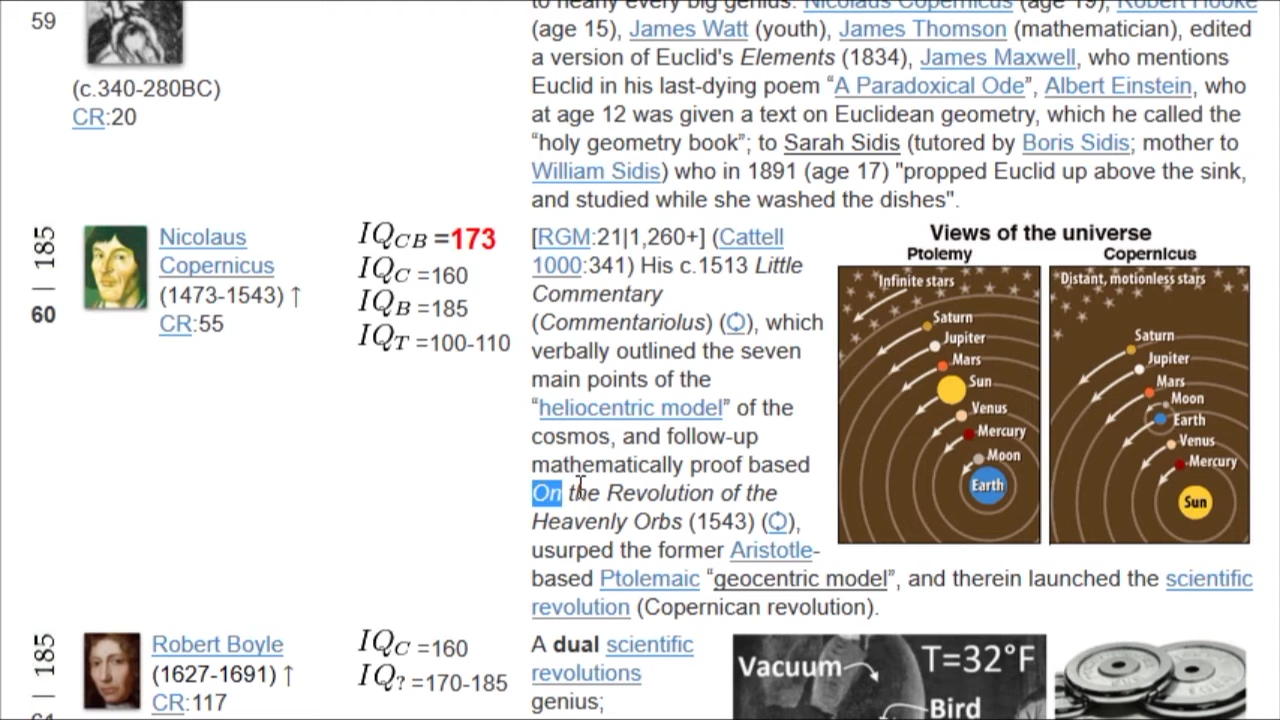 59
(c.340-280BC)
CR:20
to nearly every big genius: Nicolaus Copernicus (age 19), Robert Hooke
(age 15), James Watt (youth), James Thomson (mathematician), edited
a version of Euclid's Elements (1834), James Maxwell, who mentions
Euclid in his last-dying poem “A Paradoxical Ode”, Albert Einstein, who
at age 12 was given a text on Euclidean geometry, which he called the
“holy geometry book”; to Sarah Sidis (tutored by Boris Sidis; mother to
William Sidis) who in 1891 (age 17) "propped Euclid up above the sink,
and studied while she washed the dishes".
185
|
60
Nicolaus
Copernicus
(1473-1543) ↑
CR:55
IQCB =173
IQC =160
IQB =185
IQT =100-110
[RGM:21|1,260+] (Cattell
1000:341) His c.1513 Little
Commentary
(Commentariolus) (Ϙ), which
verbally outlined the seven
main points of the
“heliocentric model” of the
cosmos, and follow-up
mathematically proof based
On the Revolution of the
Heavenly Orbs (1543) (Ϙ),
usurped the former Aristotle-
based Ptolemaic “geocentric model”, and therein launched the scientific
revolution (Copernican revolution).
Views of the universe
Ptolemy
Infinite stars
Saturn
Jupiter
Mars
Sun
Venus
Mercury
Moon
Earth
Copernicus
Distant, motionless stars
Saturn
Jupiter
Mars
Moon
Earth
Venus
Mercury
Sun
185
|
Robert Boyle
(1627-1691) ↑
CR:117
IQC =160
IQ? =170-185
A dual scientific
revolutions
genius;
Vacuum
T=32°F
Bird